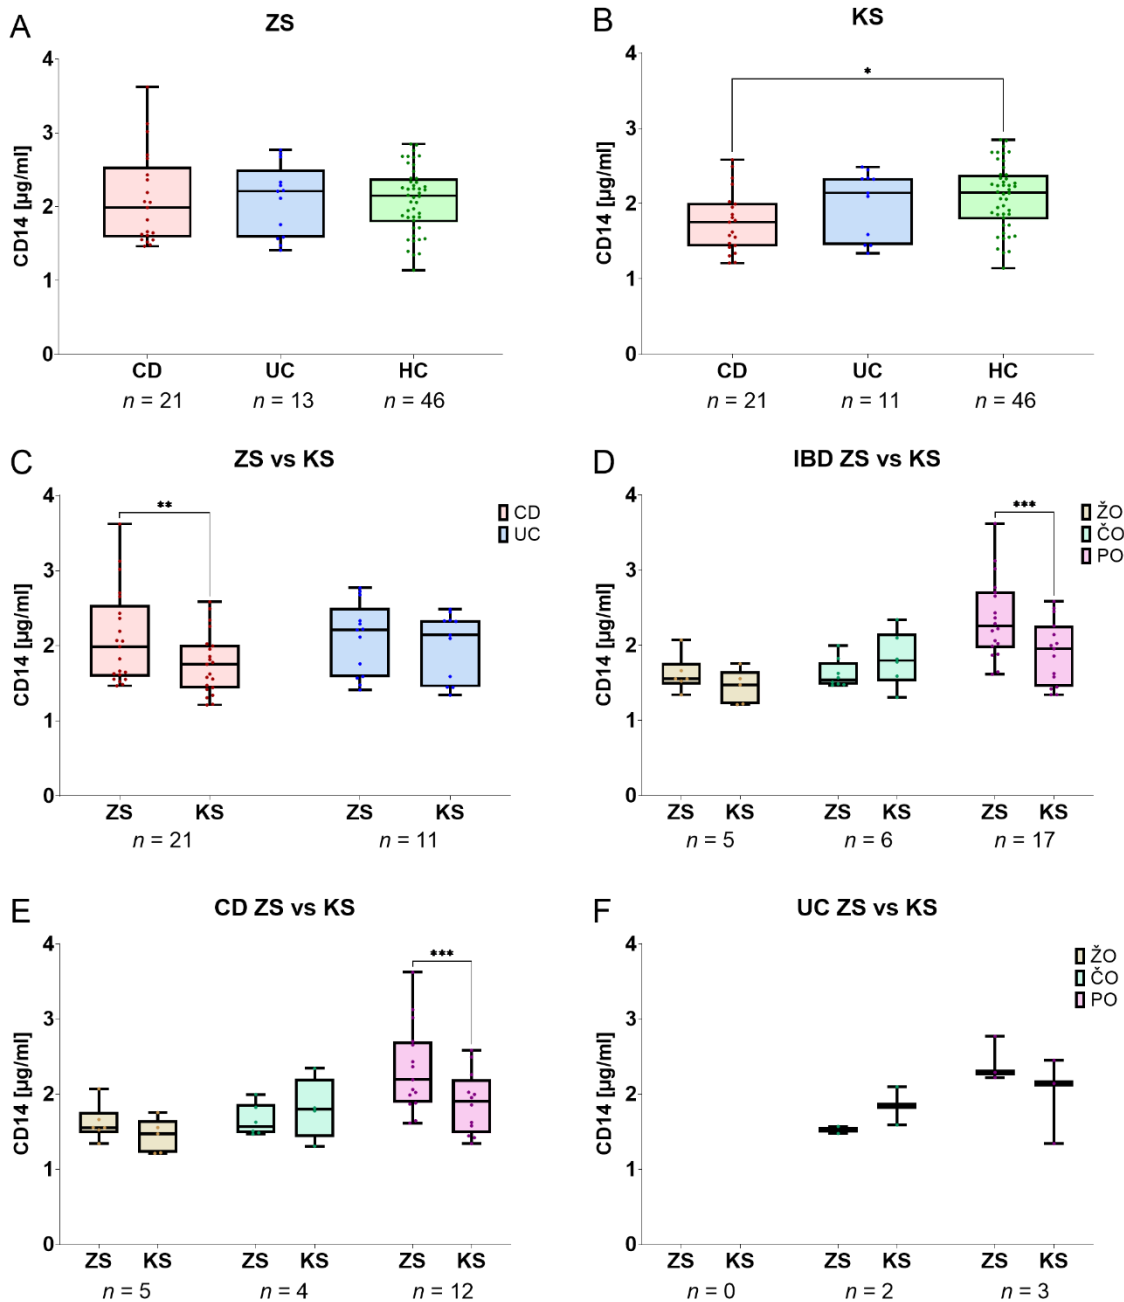 A
ZS
CD14 [µg/ml]
4
3
2
1
0
CD UC HC
n = 21 n = 13 n = 46
B
KS
CD14 [µg/ml]
4
3
2
1
0
*
CD UC HC
n = 21 n = 11 n = 46
C
ZS vs KS
CD14 [µg/ml]
4
3
2
1
0
**
CD
UC
ZS KS ZS KS
n = 21 n = 11
D
IBD ZS vs KS
CD14 [µg/ml]
4
3
2
1
0
***
ŽO
ČO
PO
ZS KS ZS KS ZS KS
n = 5 n = 6 n = 17
E
CD ZS vs KS
CD14 [µg/ml]
4
3
2
1
0
***
ZS KS ZS KS ZS KS
n = 5 n = 4 n = 12
F
UC ZS vs KS
CD14 [µg/ml]
4
3
2
1
0
ŽO
ČO
PO
ZS KS ZS KS ZS KS
n = 0 n = 2 n = 3